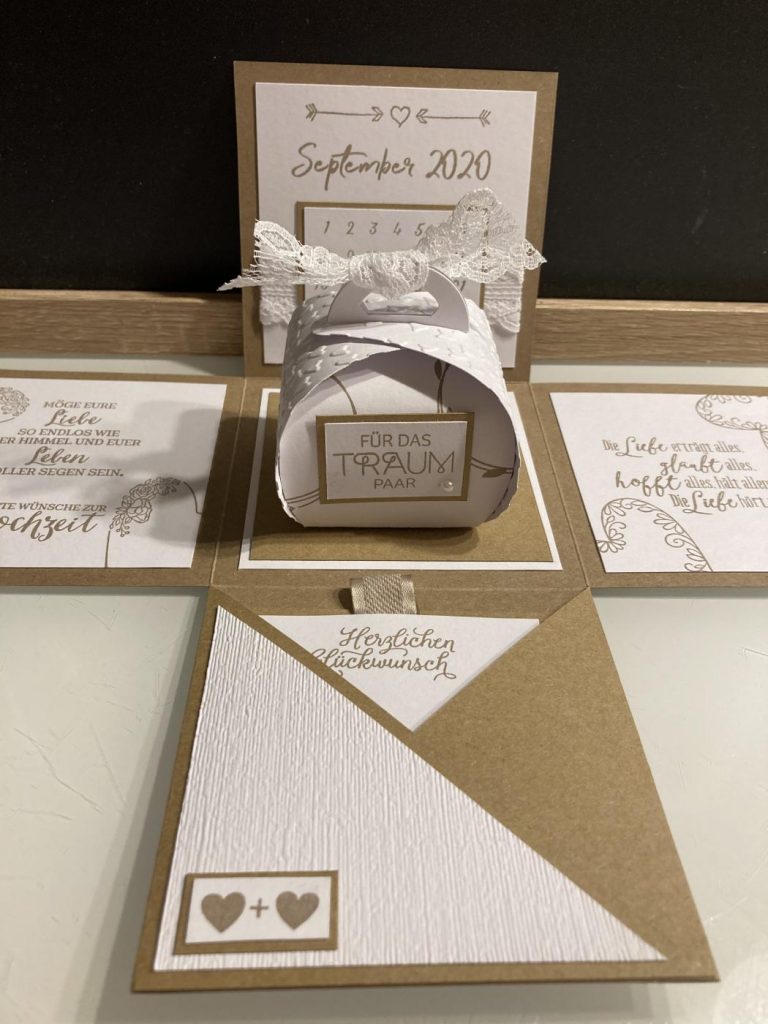 September 2020
1 2 3 4 5
MÖGE EURE
Liebe
SO ENDLOS WIE
HIMMEL UND EUER
Leben
SEGEN SEIN.
WÜNSCHE ZUR
FÜR DAS
TRAUM
PAAR
Die Liebe erträgt alles,
glaubt alles,
hofft alles, hält
Die Liebe hört
Herzlichen
Glückwunsch
+